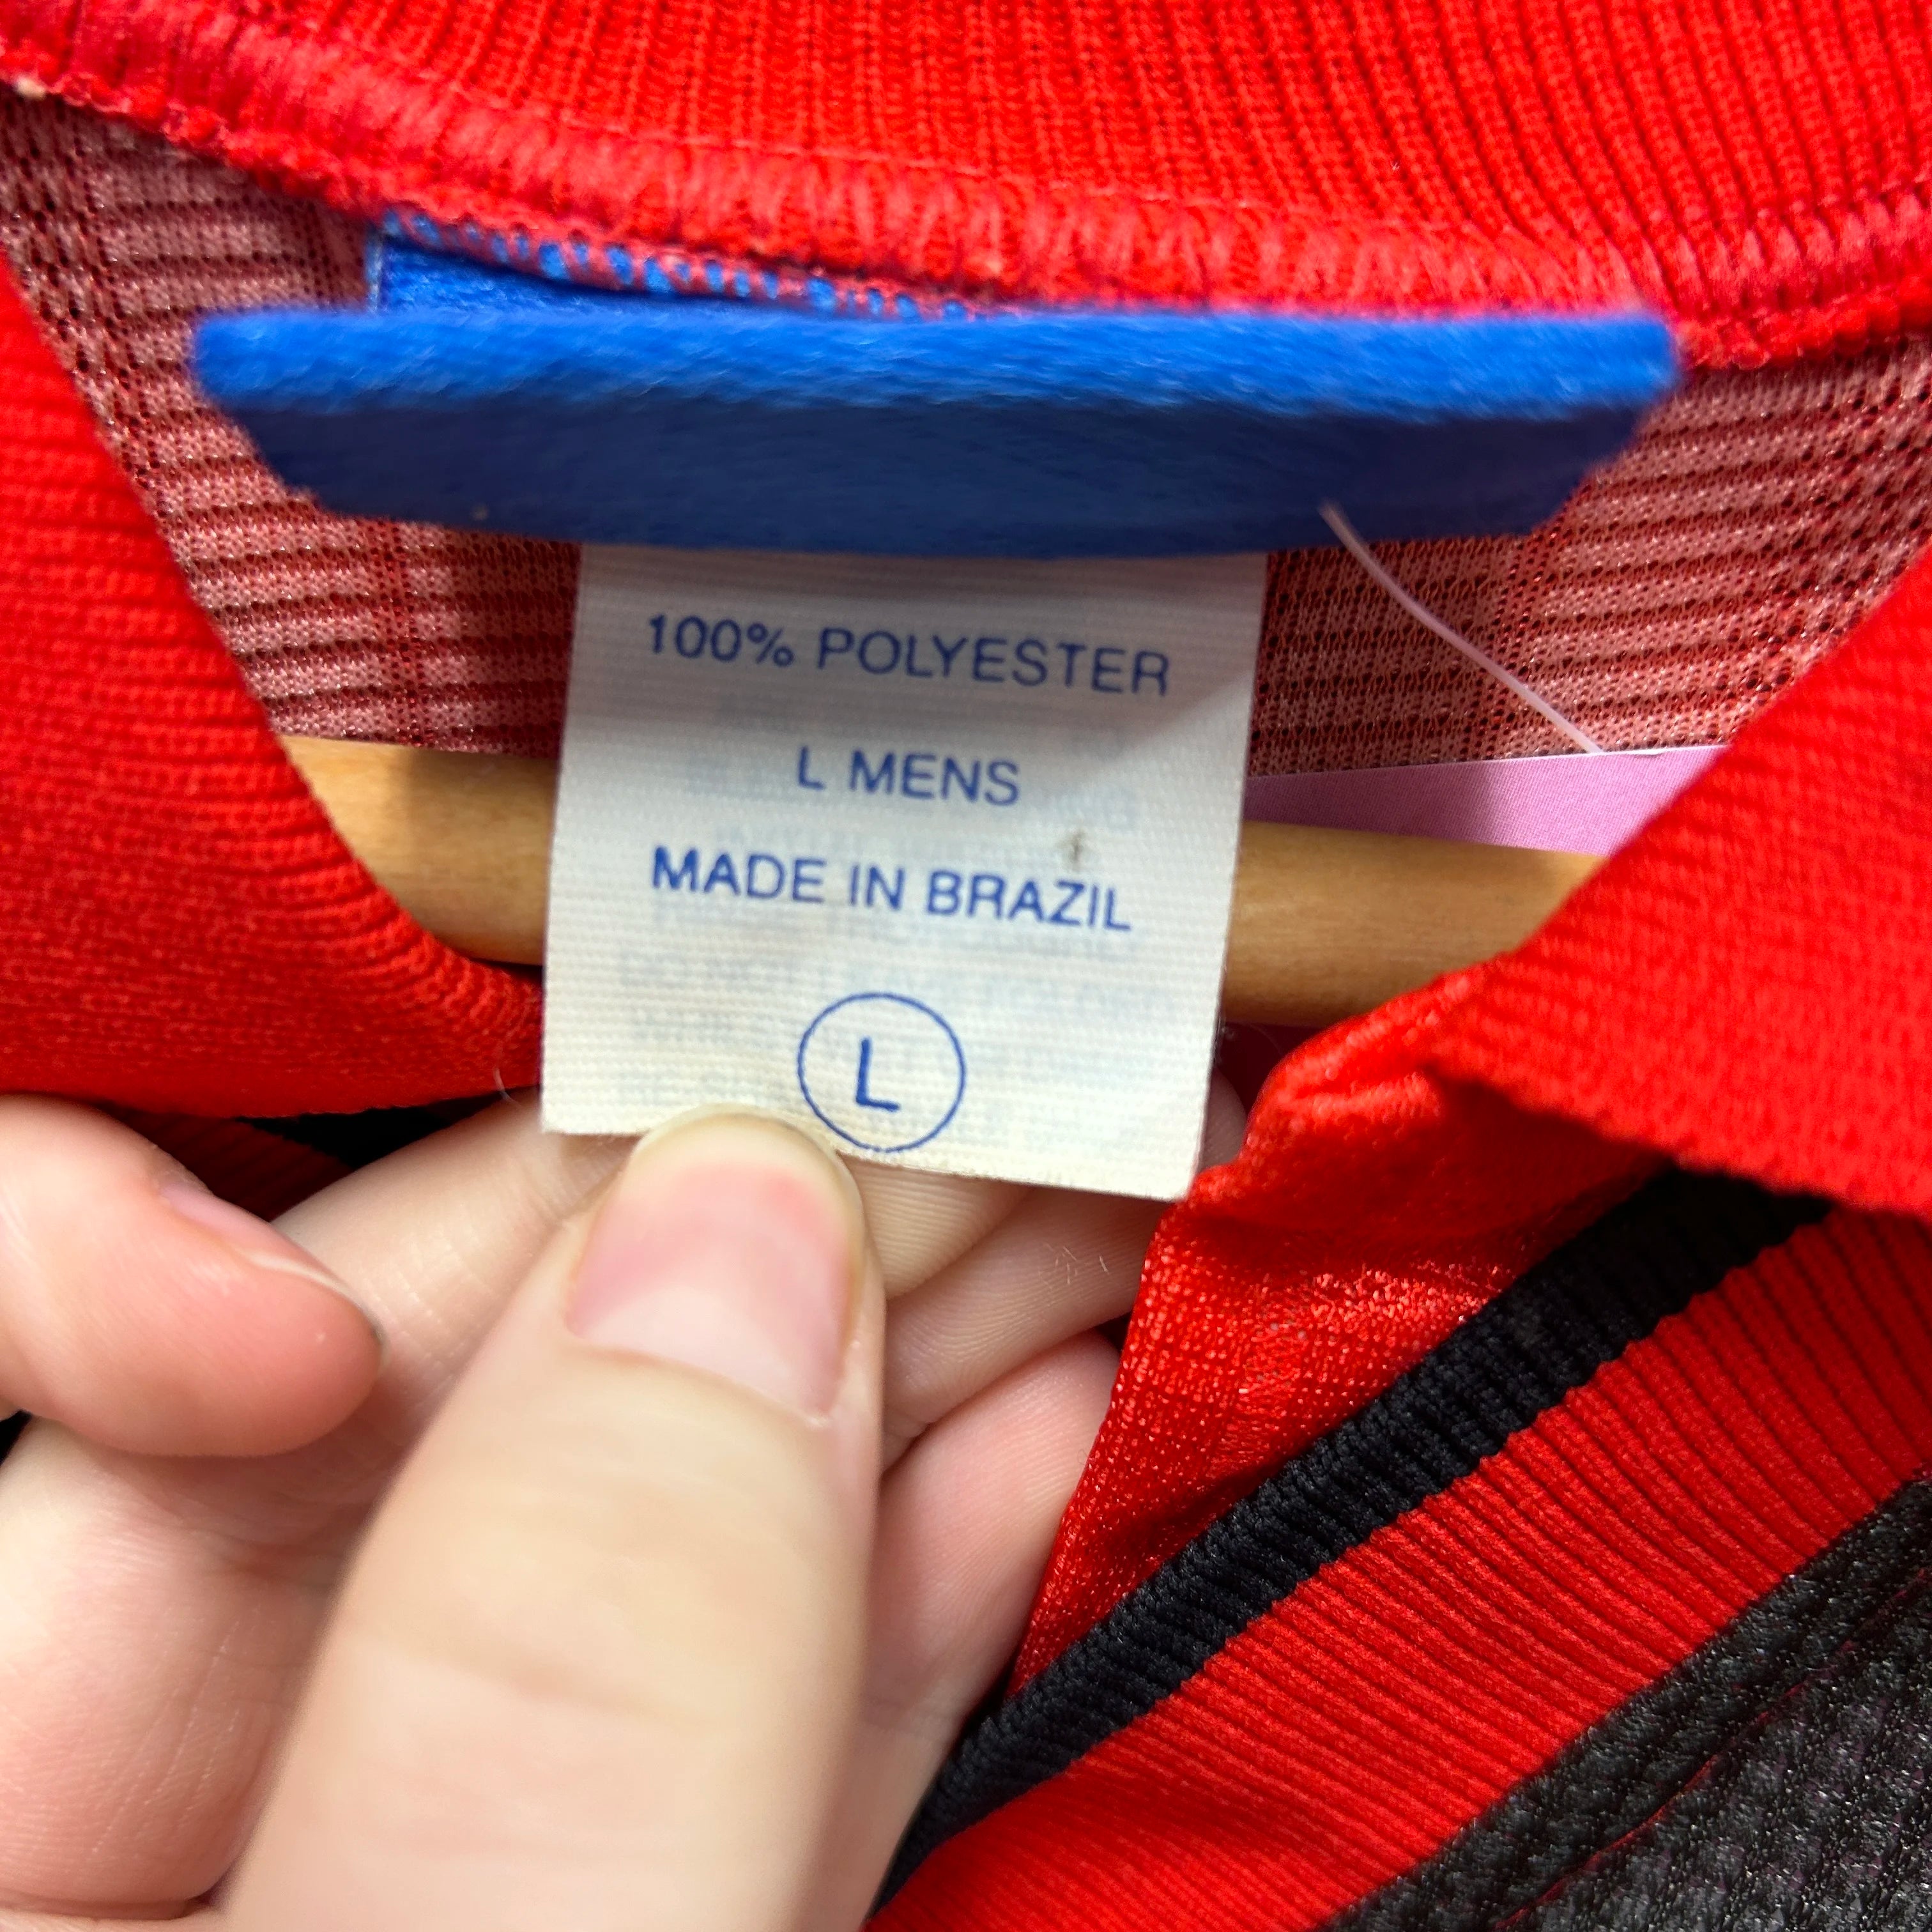 100% POLYESTER
L MENS
MADE IN BRAZIL
L